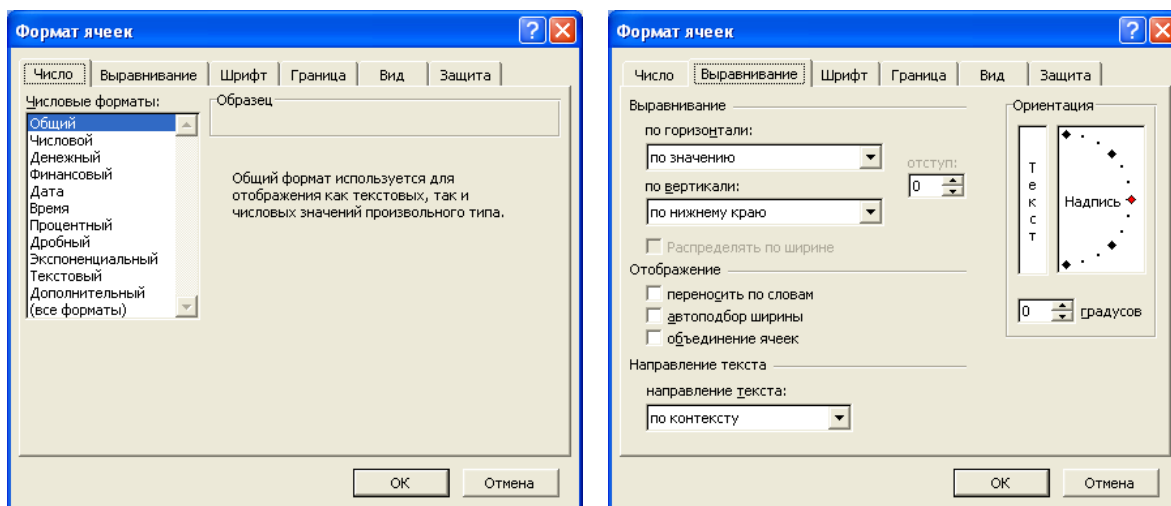 Формат ячеек
Число Выравнивание Шрифт Граница Вид Защита
Числовые форматы:
Общий
Числовой
Денежный
Финансовый
Дата
Время
Процентный
Дробный
Экспоненциальный
Текстовый
Дополнительный
(все форматы)
Образец
Общий формат используется для
отображения как текстовых, так и
числовых значений произвольного типа.
ОК Отмена
Формат ячеек
Число Выравнивание Шрифт Граница Вид Защита
Выравнивание
по горизонтали:
по значению
отступ:
0
по вертикали:
по нижнему краю
Распределять по ширине
Отображение
переносить по словам
автоподбор ширины
объединение ячеек
Направление текста
направление текста:
по контексту
Ориентация
Текст
Надпись
0 градусов
ОК Отмена